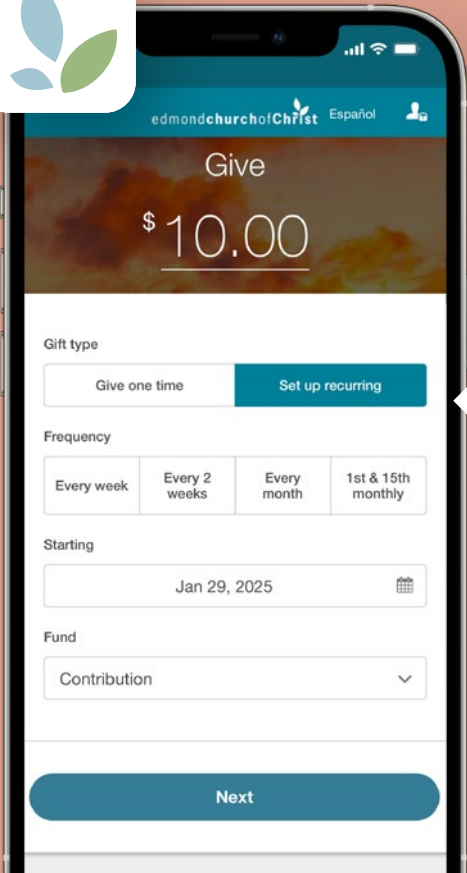 edmondchurchofChrist Español
Give
$ 10.00
Gift type
Give one time Set up recurring
Frequency
Every week Every 2 weeks Every month 1st & 15th monthly
Starting
Jan 29, 2025
Fund
Contribution
Next